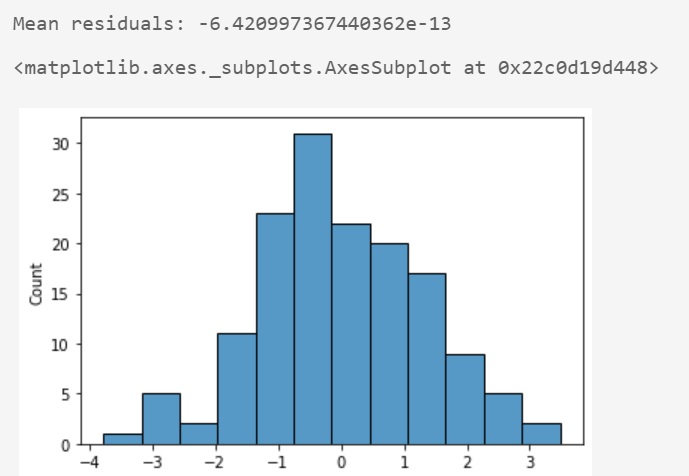 Mean residuals: -6.420997367440362e-13
<matplotlib.axes._subplots.AxesSubplot at 0x22c0d19d448>
30
25
20
15
10
5
0
Count
−4 −3 −2 −1 0 1 2 3